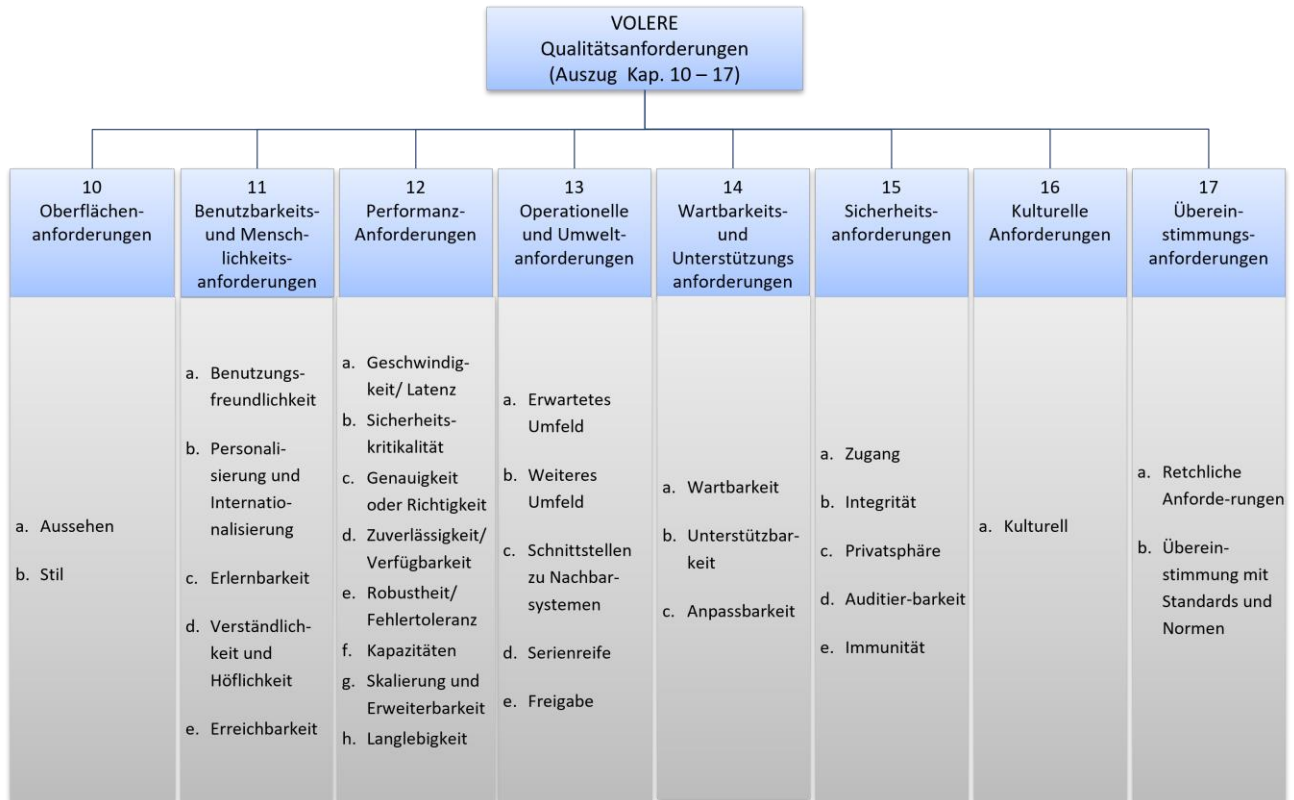 VOLERE
Qualitätsanforderungen
(Auszug Kap. 10 – 17)
10
Oberflächen-
anforderungen
11
Benutzbarkeits-
und Mensch-
lichkeits-
anforderungen
12
Performanz-
Anforderungen
13
Operationelle
und Umwelt-
anforderungen
14
Wartbarkeits-
und
Unterstützungs
anforderungen
15
Sicherheits-
anforderungen
16
Kulturelle
Anforderungen
17
Überein-
stimmungs-
anforderungen
a. Aussehen
b. Stil
a. Benutzungs-
freundlichkeit
b. Personali-
sierung und
Internatio-
nalisierung
c. Erlernbarkeit
d. Verständlich-
keit und
Höflichkeit
e. Erreichbarkeit
a. Geschwindig-
keit/ Latenz
b. Sicherheits-
kritikalität
c. Genauigkeit
oder Richtigkeit
d. Zuverlässigkeit/
Verfügbarkeit
e. Robustheit/
Fehlertoleranz
f. Kapazitäten
g. Skalierung und
Erweiterbarkeit
h. Langlebigkeit
a. Erwartetes
Umfeld
b. Weiteres
Umfeld
c. Schnittstellen
zu Nachbar-
systemen
d. Serienreife
e. Freigabe
a. Wartbarkeit
b. Unterstützbar-
keit
c. Anpassbarkeit
a. Zugang
b. Integrität
c. Privatsphäre
d. Auditier-barkeit
e. Immunität
a. Kulturell
a. Retchliche
Anforde-rungen
b. Überein-
stimmung mit
Standards und
Normen